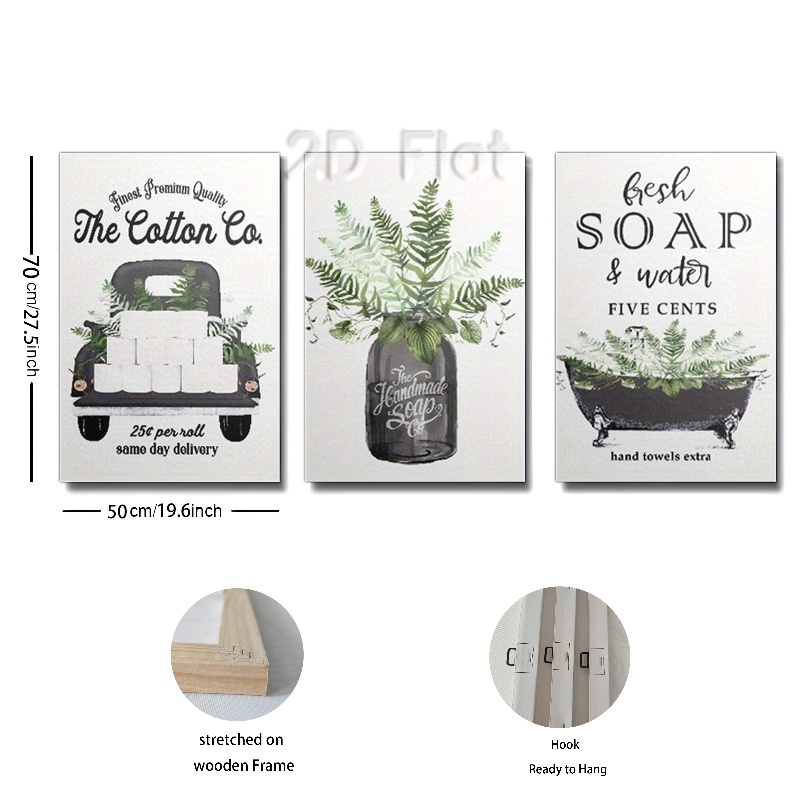 2D Flat
Finest Premium Quality
The Cotton Co.
25¢ per roll
same day delivery
The
Handmade
Soap
Co
fresh
SOAP
& water
FIVE CENTS
hand towels extra
70cm/27.5inch
50cm/19.6inch
stretched on
wooden Frame
Hook
Ready to Hang